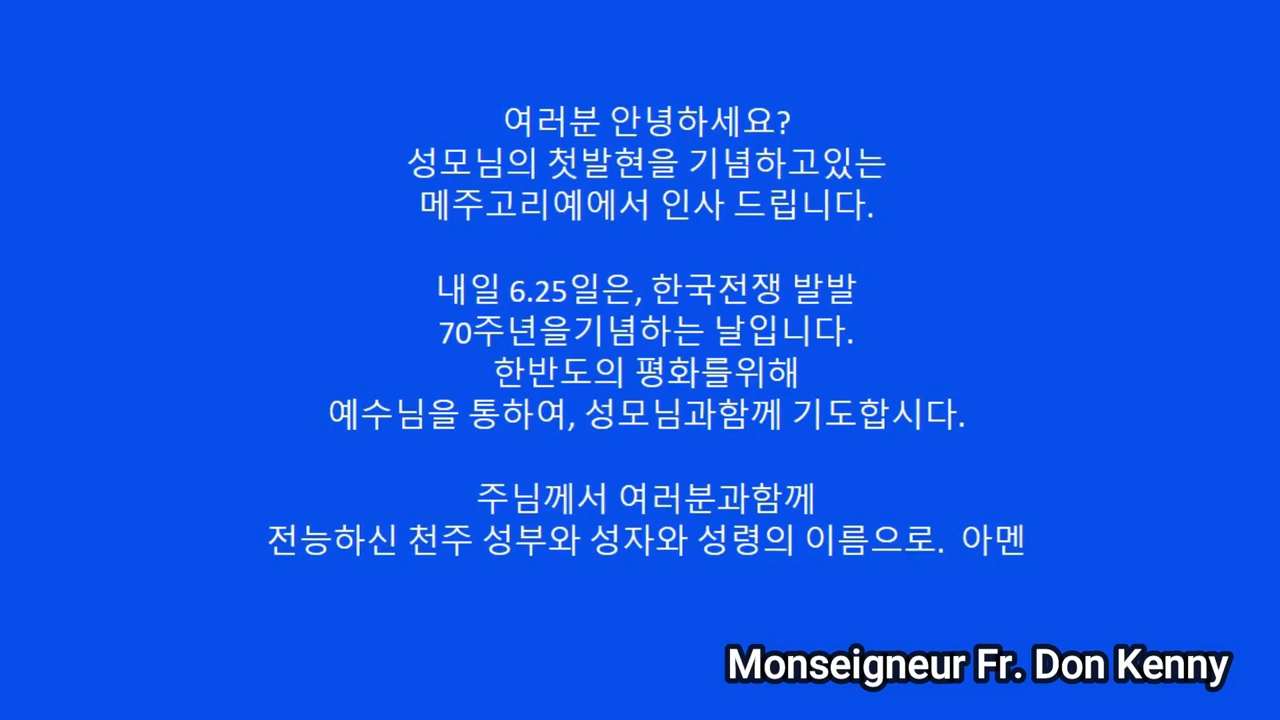 여러분 안녕하세요?
성모님의 첫발현을 기념하고있는
메주고리예에서 인사 드립니다.
내일 6.25일은, 한국전쟁 발발
70주년을기념하는 날입니다.
한반도의 평화를위해
예수님을 통하여, 성모님과함께 기도합시다.
주님께서 여러분과함께
전능하신 천주 성부와 성자와 성령의 이름으로. 아멘
Monseigneur Fr. Don Kenny